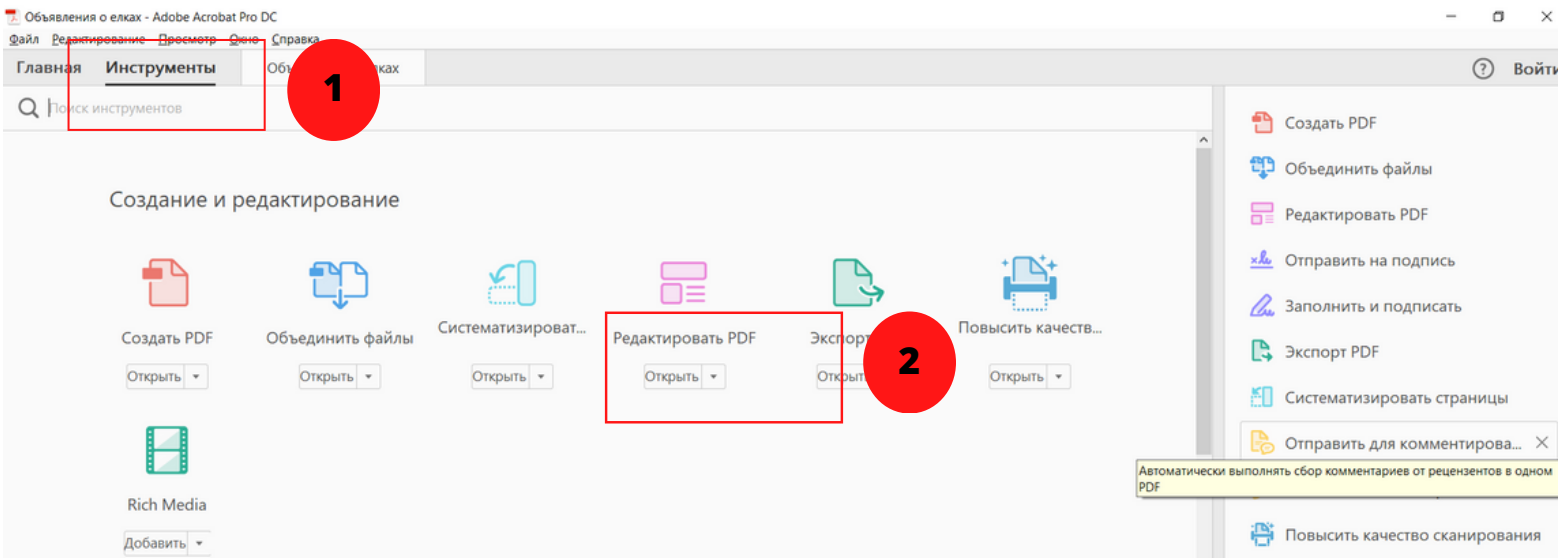 Объявления о елках - Adobe Acrobat Pro DC
Файл Редактирование Просмотр Окно Справка
Главная Инструменты
Войти
Поиск инструментов
1
Создание и редактирование
Создать PDF
Объединить файлы
Систематизироват...
Редактировать PDF
Экспор
Повысить качеств...
2
Открыть
Открыть
Открыть
Открыть
Открыт
Открыть
Rich Media
Добавить
Создать PDF
Объединить файлы
Редактировать PDF
Отправить на подпись
Заполнить и подписать
Экспорт PDF
Систематизировать страницы
Отправить для комментирова...
Автоматически выполнять сбор комментариев от рецензентов в одном
PDF
Повысить качество сканирования